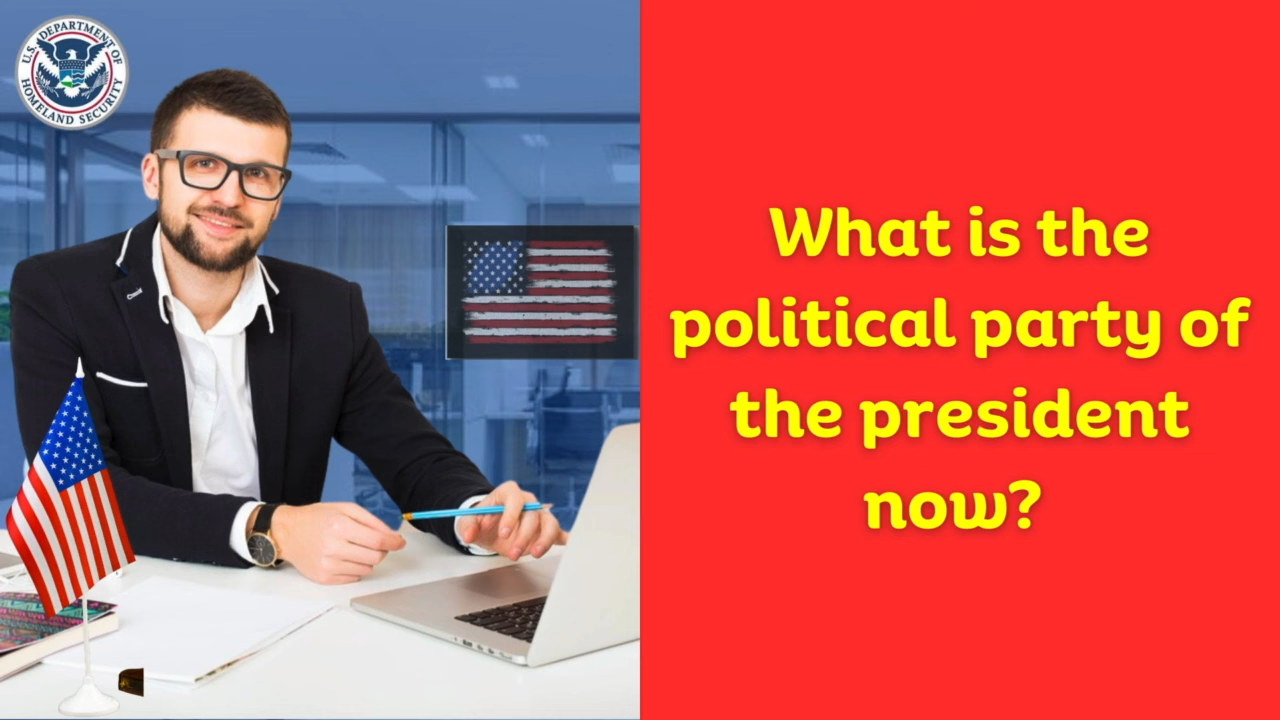 U.S. DEPARTMENT OF
HOMELAND SECURITY
What is the
political party of
the president
now?